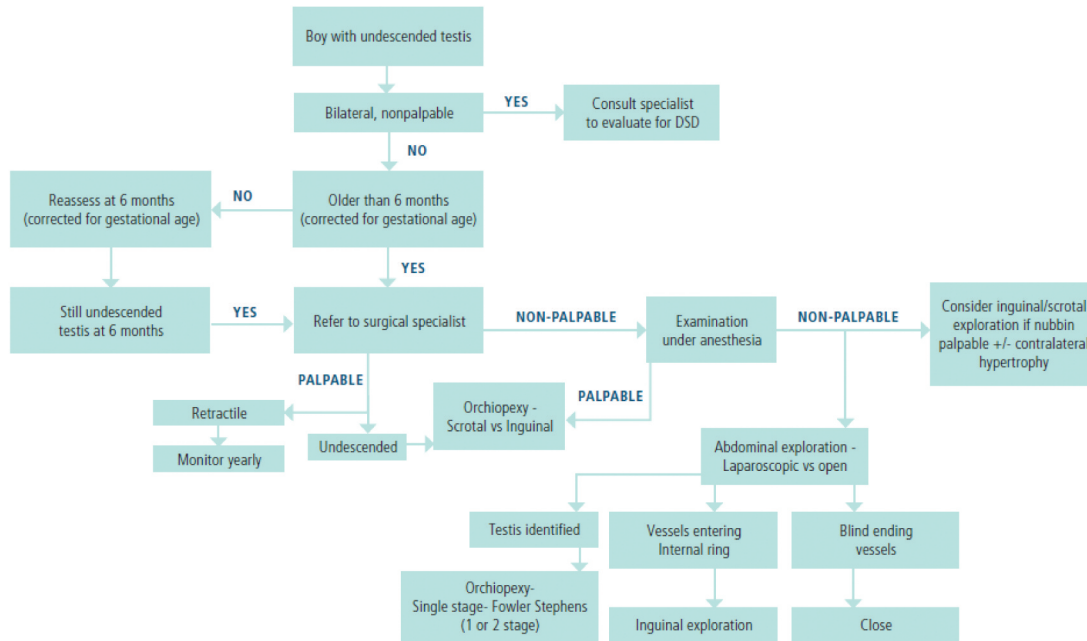 Boy with undescended testis
Bilateral, nonpalpable
YES
Consult specialist
to evaluate for DSD
NO
Reassess at 6 months
(corrected for gestational age)
NO
Older than 6 months
(corrected for gestational age)
YES
Still undescended
testis at 6 months
YES
Refer to surgical specialist
NON-PALPABLE
Examination
under anesthesia
NON-PALPABLE
Consider inguinal/scrotal
exploration if nubbin
palpable +/- contralateral
hypertrophy
PALPABLE
Retractile
Monitor yearly
Undescended
PALPABLE
Orchiopexy -
Scrotal vs Inguinal
Abdominal exploration -
Laparoscopic vs open
Testis identified
Vessels entering
Internal ring
Blind ending
vessels
Orchiopexy-
Single stage- Fowler Stephens
(1 or 2 stage)
Inguinal exploration
Close